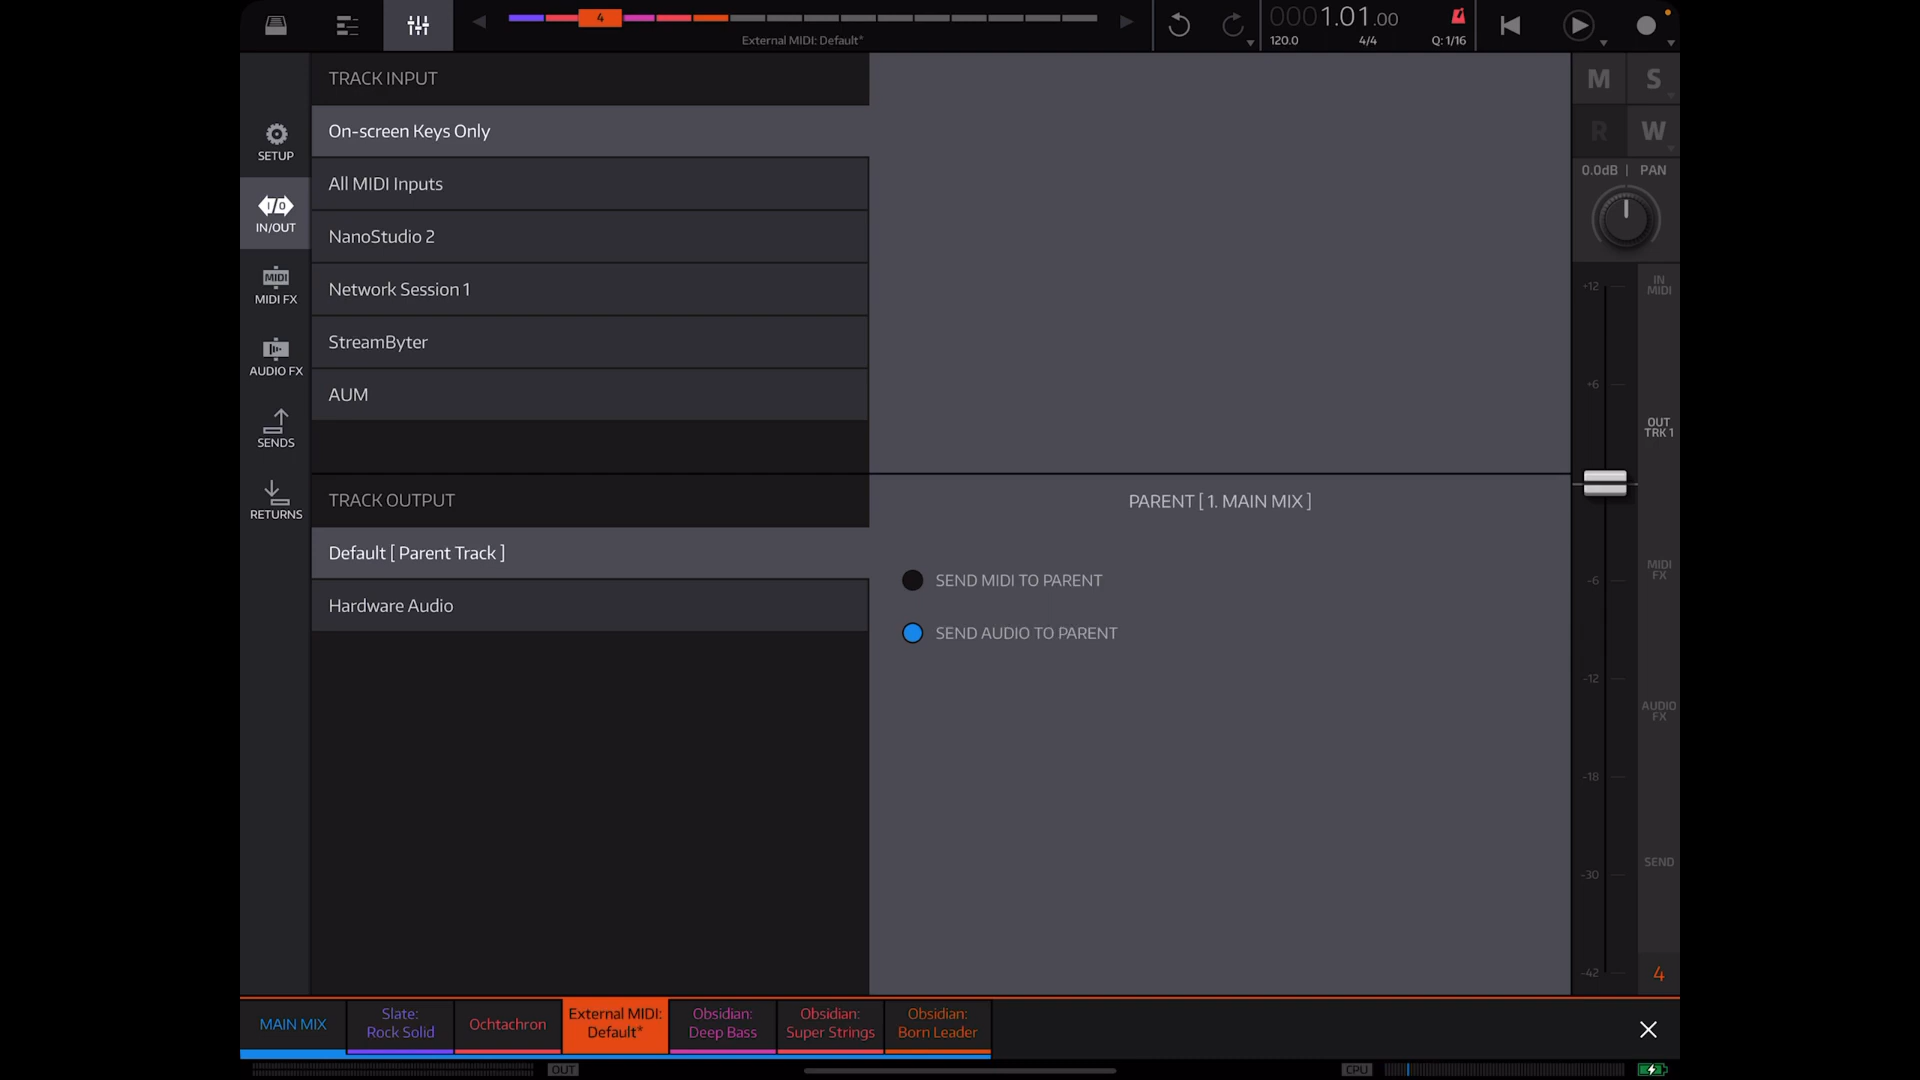 4
External MIDI: Default*
0001.01.00
120.0
4/4
Q: 1/16
TRACK INPUT
On-screen Keys Only
All MIDI Inputs
NanoStudio 2
Network Session 1
StreamByter
AUM
TRACK OUTPUT
Default [ Parent Track ]
Hardware Audio
SETUP
I/O
IN/OUT
MIDI
MIDI FX
AUDIO FX
SENDS
RETURNS
PARENT [ 1. MAIN MIX ]
SEND MIDI TO PARENT
SEND AUDIO TO PARENT
M
S
R
W
0.0dB | PAN
+12
+6
-6
-12
-18
-30
-42
IN
MIDI
OUT
TRK 1
MIDI
FX
AUDIO
FX
SEND
4
MAIN MIX
Slate:
Rock Solid
Ochtachron
External MIDI:
Default*
Obsidian:
Deep Bass
Obsidian:
Super Strings
Obsidian:
Born Leader
OUT
CPU